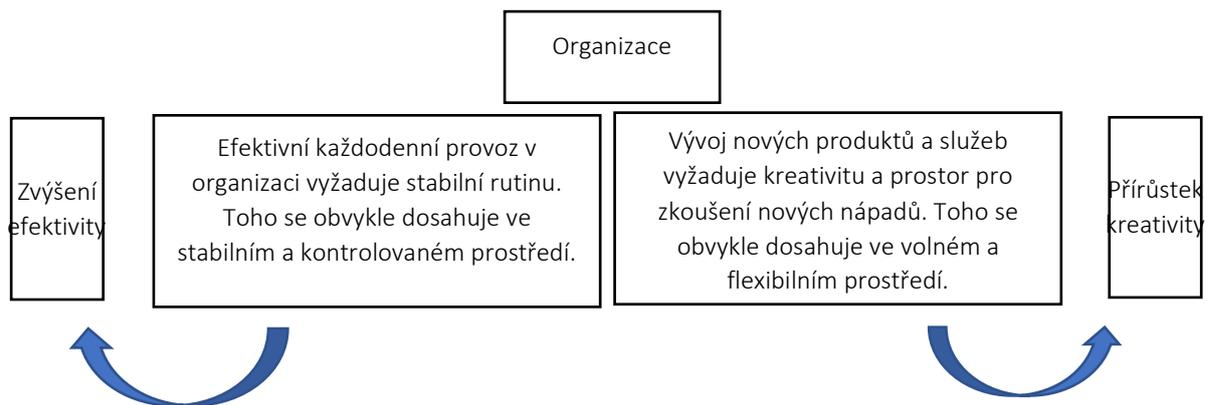 Organizace
Zvýšení
efektivity
Efektivní každodenní provoz v
organizaci vyžaduje stabilní rutinu.
Toho se obvykle dosahuje ve
stabilním a kontrolovaném prostředí.
Vývoj nových produktů a služeb
vyžaduje kreativitu a prostor pro
zkoušení nových nápadů. Toho se
obvykle dosahuje ve volném a
flexibilním prostředí.
Přírůstek
kreativity